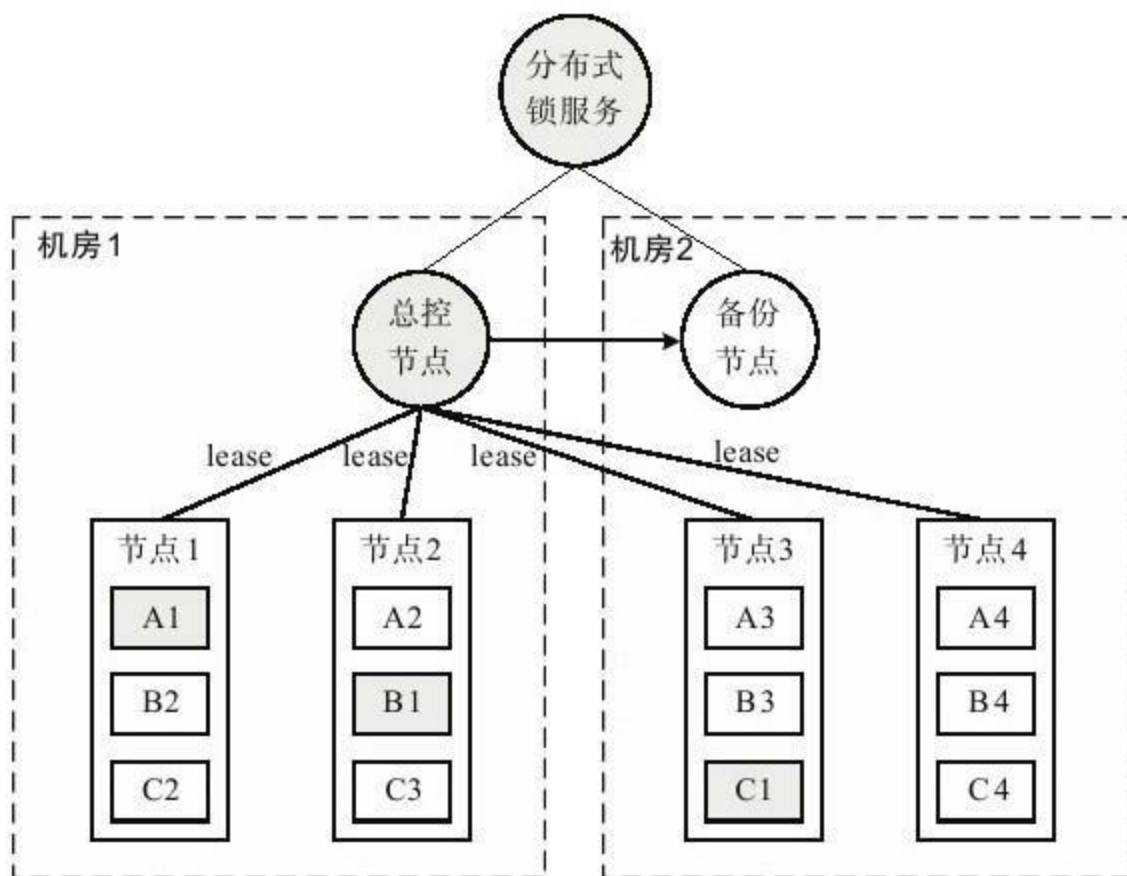 分布式
锁服务
机房1
机房2
总控
节点
备份
节点
lease
lease
lease
lease
节点1
节点2
节点3
节点4
A1
A2
A3
A4
B2
B1
B3
B4
C2
C3
C1
C4